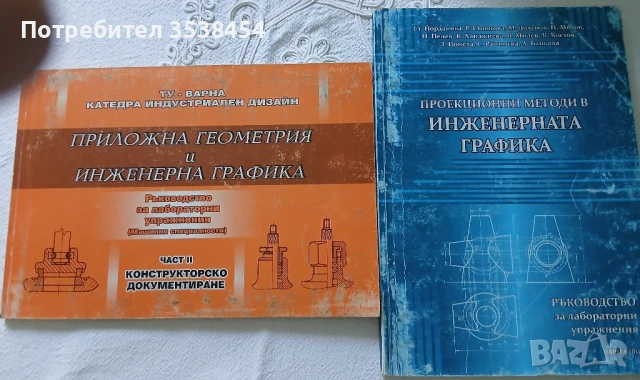 Потребител 3538454
ТУ - ВАРНА
КАТЕДРА ИНДУСТРИАЛЕН ДИЗАЙН
ПРИЛОЖНА ГЕОМЕТРИЯ
и
ИНЖЕНЕРНА ГРАФИКА
Ръководство
за лабораторни
упражнения
(Машинни специалности)
ЧАСТ II
КОНСТРУКТОРСКО
ДОКУМЕНТИРАНЕ
ПРОЕКЦИОННИ МЕТОДИ В
ИНЖЕНЕРНАТА
ГРАФИКА
РЪКОВОДСТВО
за лабораторни
упражнения
BAZAR